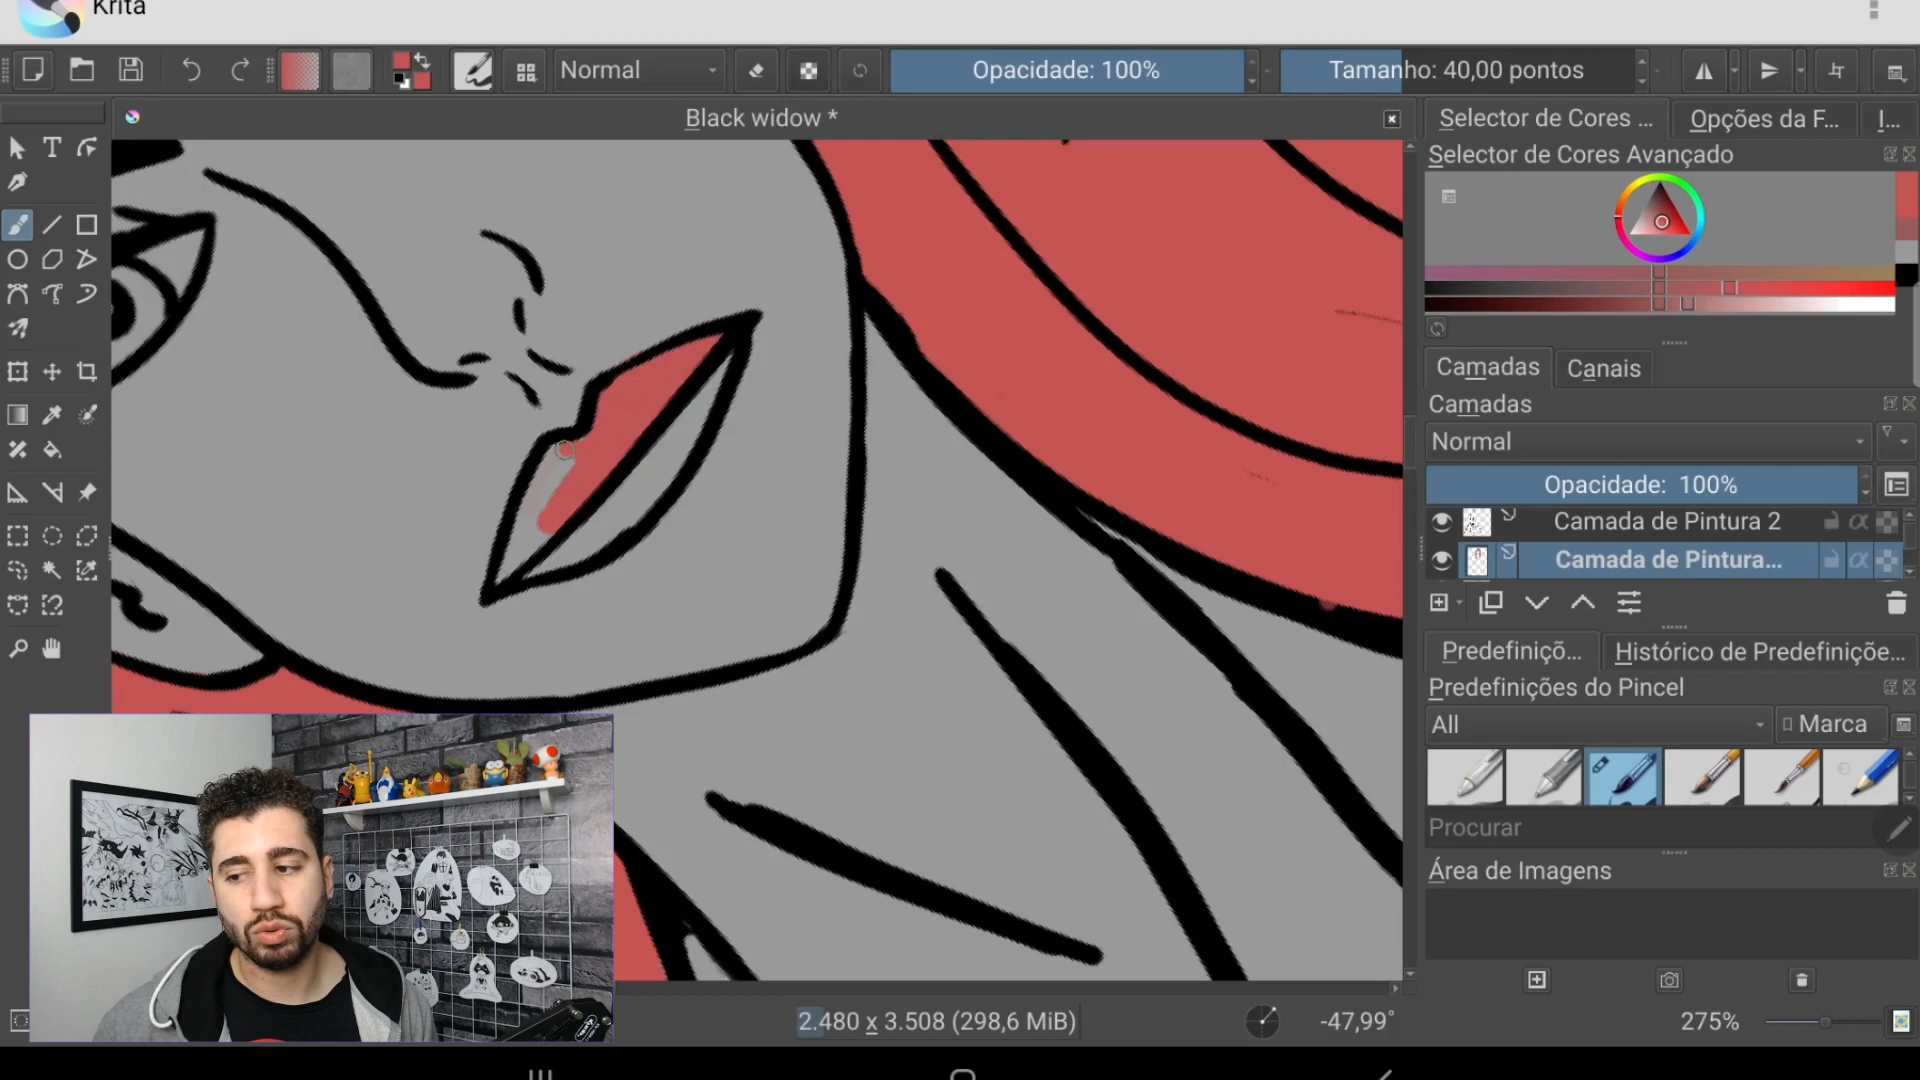 Krita
Normal
Opacidade: 100%
Tamanho: 40,00 pontos
Black widow *
Selector de Cores ...
Opções da F...
I...
Selector de Cores Avançado
Camadas
Canais
Camadas
Normal
Opacidade: 100%
Camada de Pintura 2
Camada de Pintura...
Predefiniçõ...
Histórico de Predefiniçõe...
Predefinições do Pincel
All
Marca
Procurar
Área de Imagens
2.480 x 3.508 (298,6 MiB)
-47,99°
275%